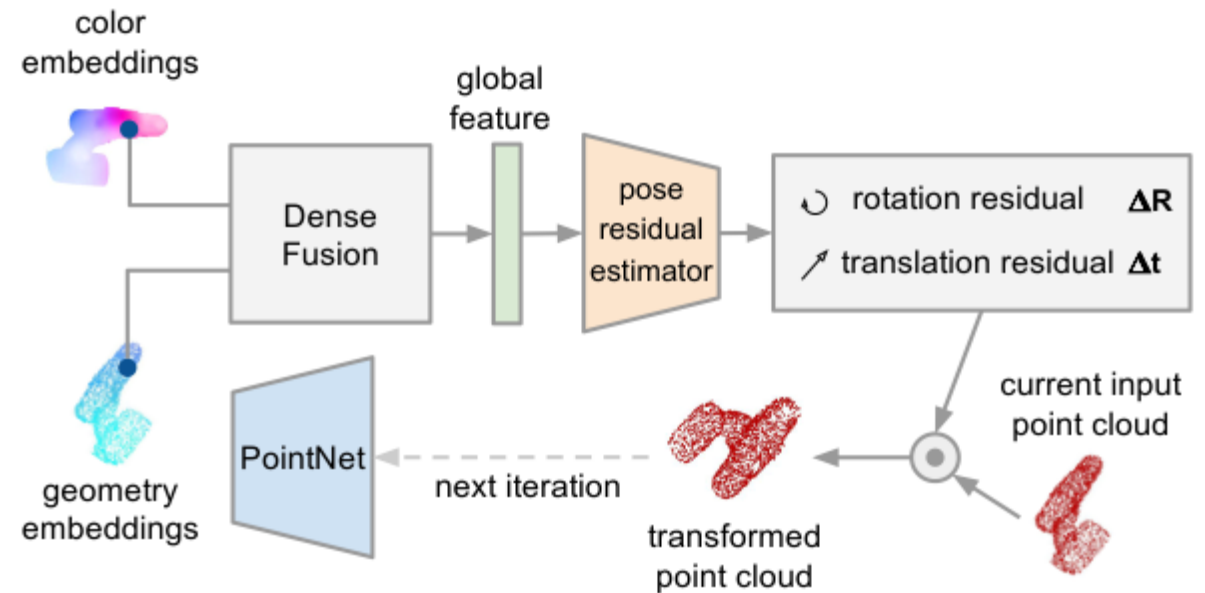 color
embeddings
global
feature
Dense
Fusion
pose
residual
estimator
rotation residual ΔR
translation residual Δt
current input
point cloud
PointNet
next iteration
geometry
embeddings
transformed
point cloud